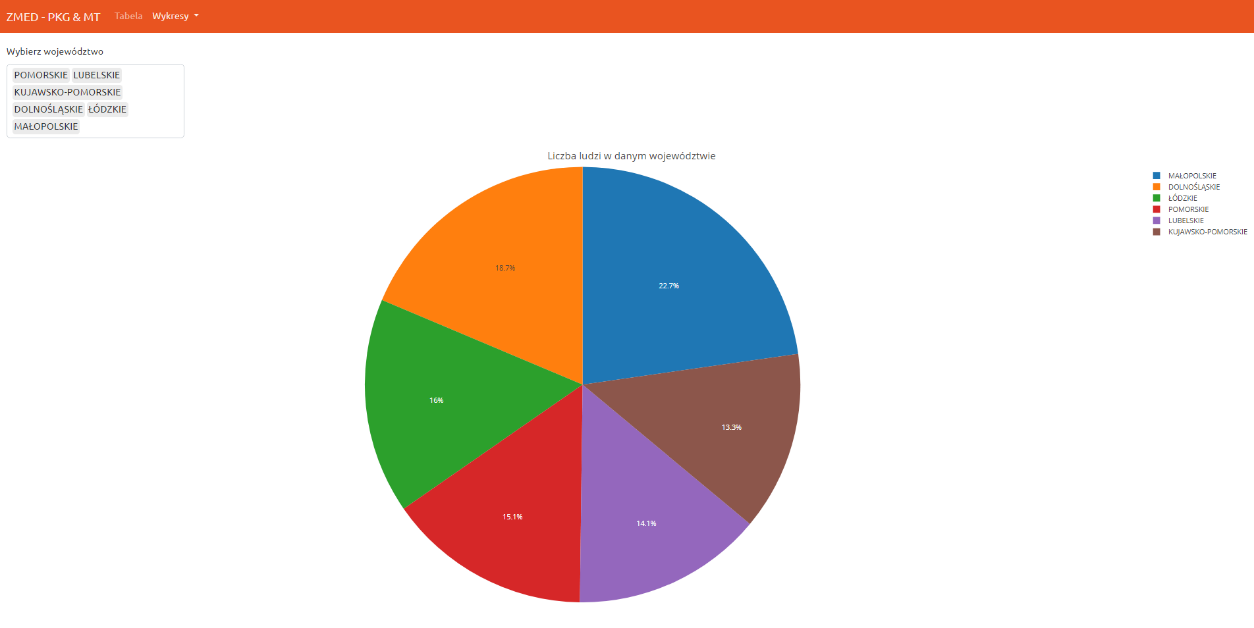 ZMED - PKG & MT Tabela Wykresy
Wybierz województwo
POMORSKIE LUBELSKIE
KUJAWSKO-POMORSKIE
DOLNOŚLĄSKIE ŁÓDZKIE
MAŁOPOLSKIE
Liczba ludzi w danym województwie
MAŁOPOLSKIE
DOLNOŚLĄSKIE
ŁÓDZKIE
POMORSKIE
LUBELSKIE
KUJAWSKO-POMORSKIE
18.7%
22.7%
16%
13.3%
15.1%
14.1%